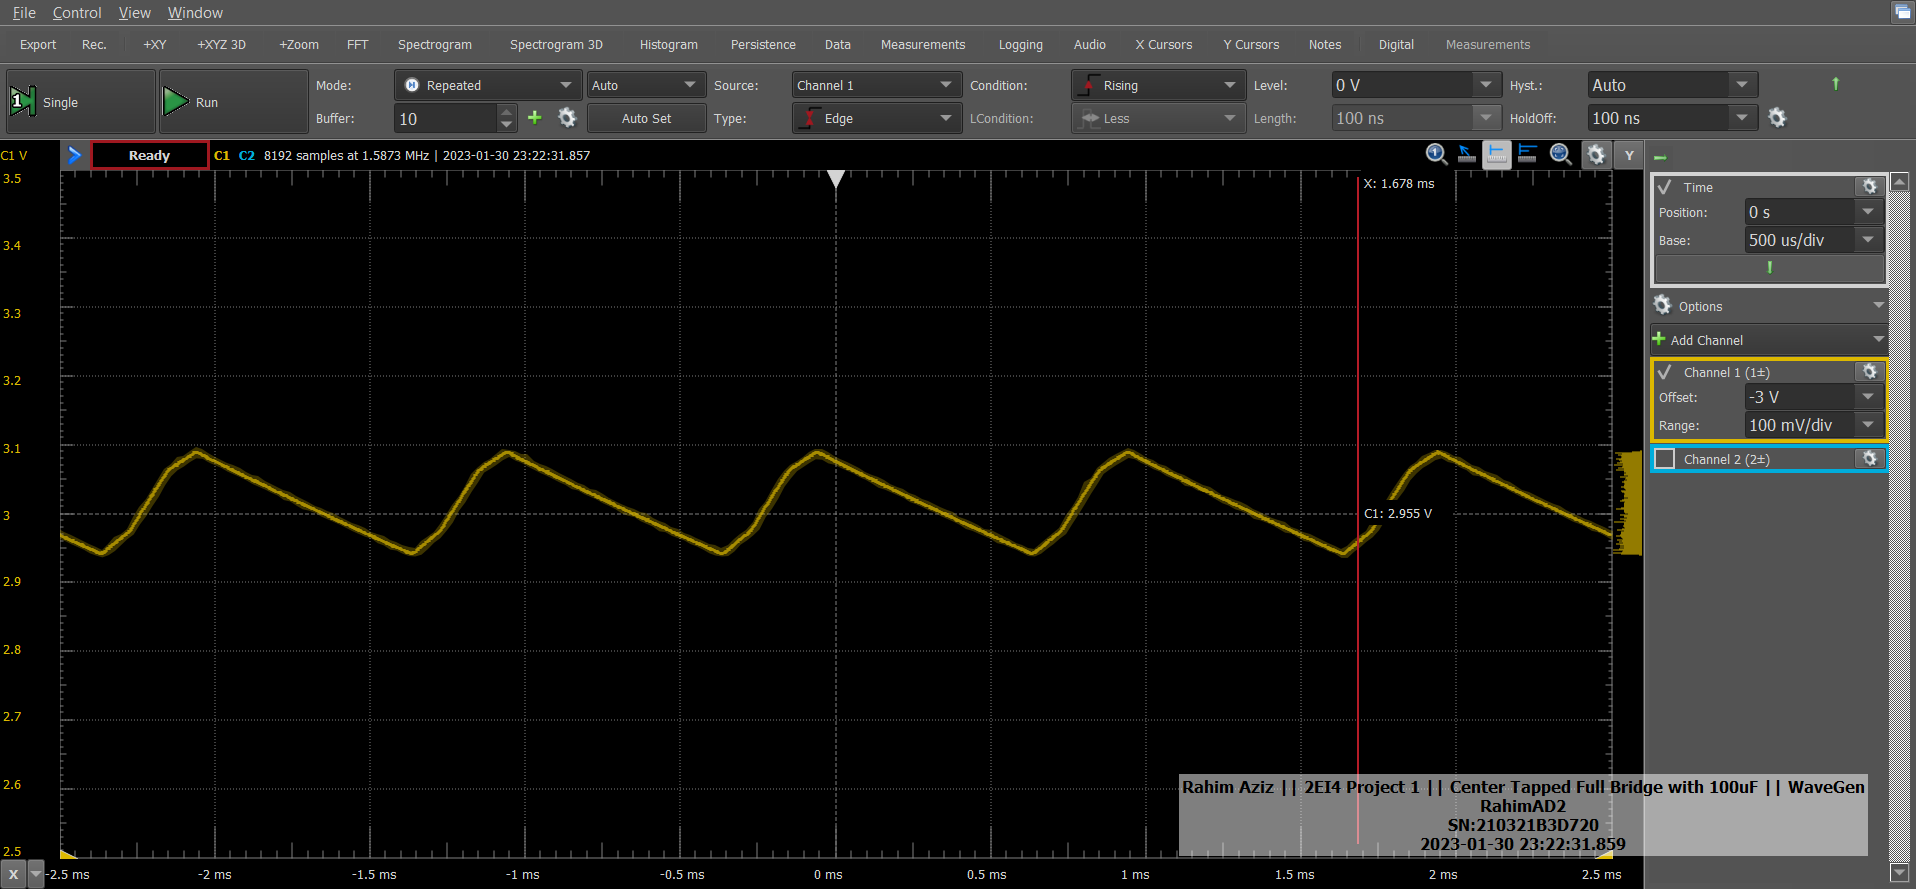 File Control View Window
Export Rec. +XY +XYZ 3D +Zoom FFT Spectrogram Spectrogram 3D Histogram Persistence Data Measurements Logging Audio X Cursors Y Cursors Notes Digital Measurements
1 Single Run Mode: Repeated Auto Source: Channel 1 Condition: Rising Level: 0 V Hyst.: Auto
Buffer: 10 Auto Set Type: Edge LCondition: Less Length: 100 ns HoldOff: 100 ns
C1 V Ready C1 C2 8192 samples at 1.5873 MHz | 2023-01-30 23:22:31.857 Y
X: 1.678 ms
3.5
3.4
3.3
3.2
3.1
3
2.9
2.8
2.7
2.6
2.5
C1: 2.955 V
Time
Position: 0 s
Base: 500 us/div
Options
Add Channel
Channel 1 (1±)
Offset: -3 V
Range: 100 mV/div
Channel 2 (2±)
Rahim Aziz || 2EI4 Project 1 || Center Tapped Full Bridge with 100uF || WaveGen
RahimAD2
SN:210321B3D720
2023-01-30 23:22:31.859
X -2.5 ms -2 ms -1.5 ms -1 ms -0.5 ms 0 ms 0.5 ms 1 ms 1.5 ms 2 ms 2.5 ms